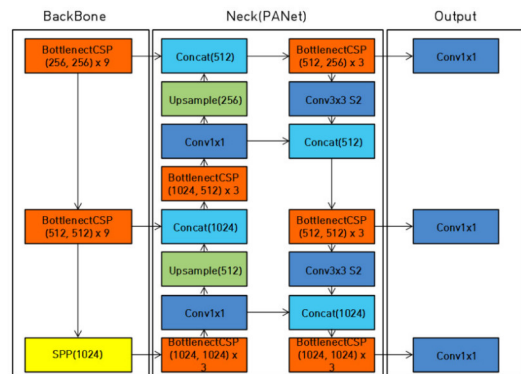 BackBone
BottlenectCSP
(256, 256) x 9
BottlenectCSP
(512, 512) x 9
SPP(1024)
Neck(PANet)
Concat(512)
Upsample(256)
Conv1x1
BottlenectCSP
(1024, 512) x 3
Concat(1024)
Upsample(512)
Conv1x1
BottlenectCSP
(1024, 1024) x
3
BottlenectCSP
(512, 256) x 3
Conv3x3 S2
Concat(512)
BottlenectCSP
(512, 512) x 3
Conv3x3 S2
Concat(1024)
BottlenectCSP
(1024, 1024) x
3
Output
Conv1x1
Conv1x1
Conv1x1